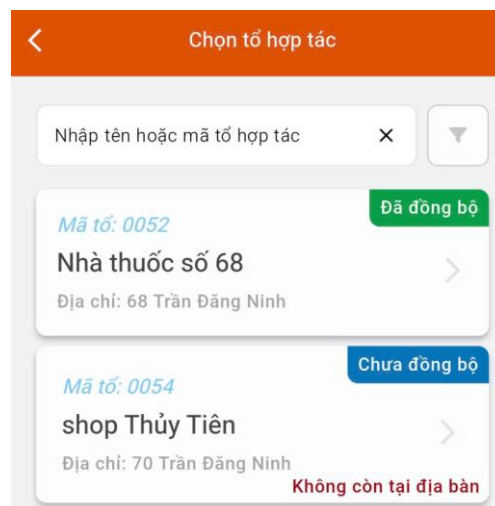 Chọn tổ hợp tác
Nhập tên hoặc mã tổ hợp tác
Đã đồng bộ
Mã tổ: 0052
Nhà thuốc số 68
Địa chỉ: 68 Trần Đăng Ninh
Chưa đồng bộ
Mã tổ: 0054
shop Thủy Tiên
Địa chỉ: 70 Trần Đăng Ninh
Không còn tại địa bàn